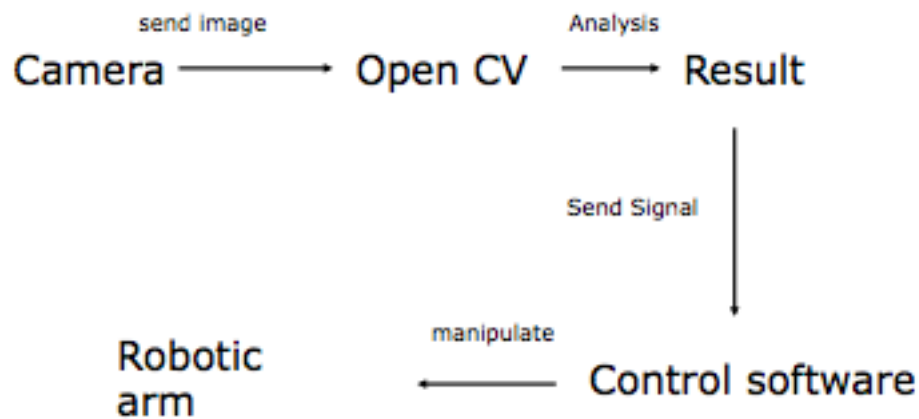 send image
Analysis
Camera
Open CV
Result
Send Signal
manipulate
Robotic
arm
Control software